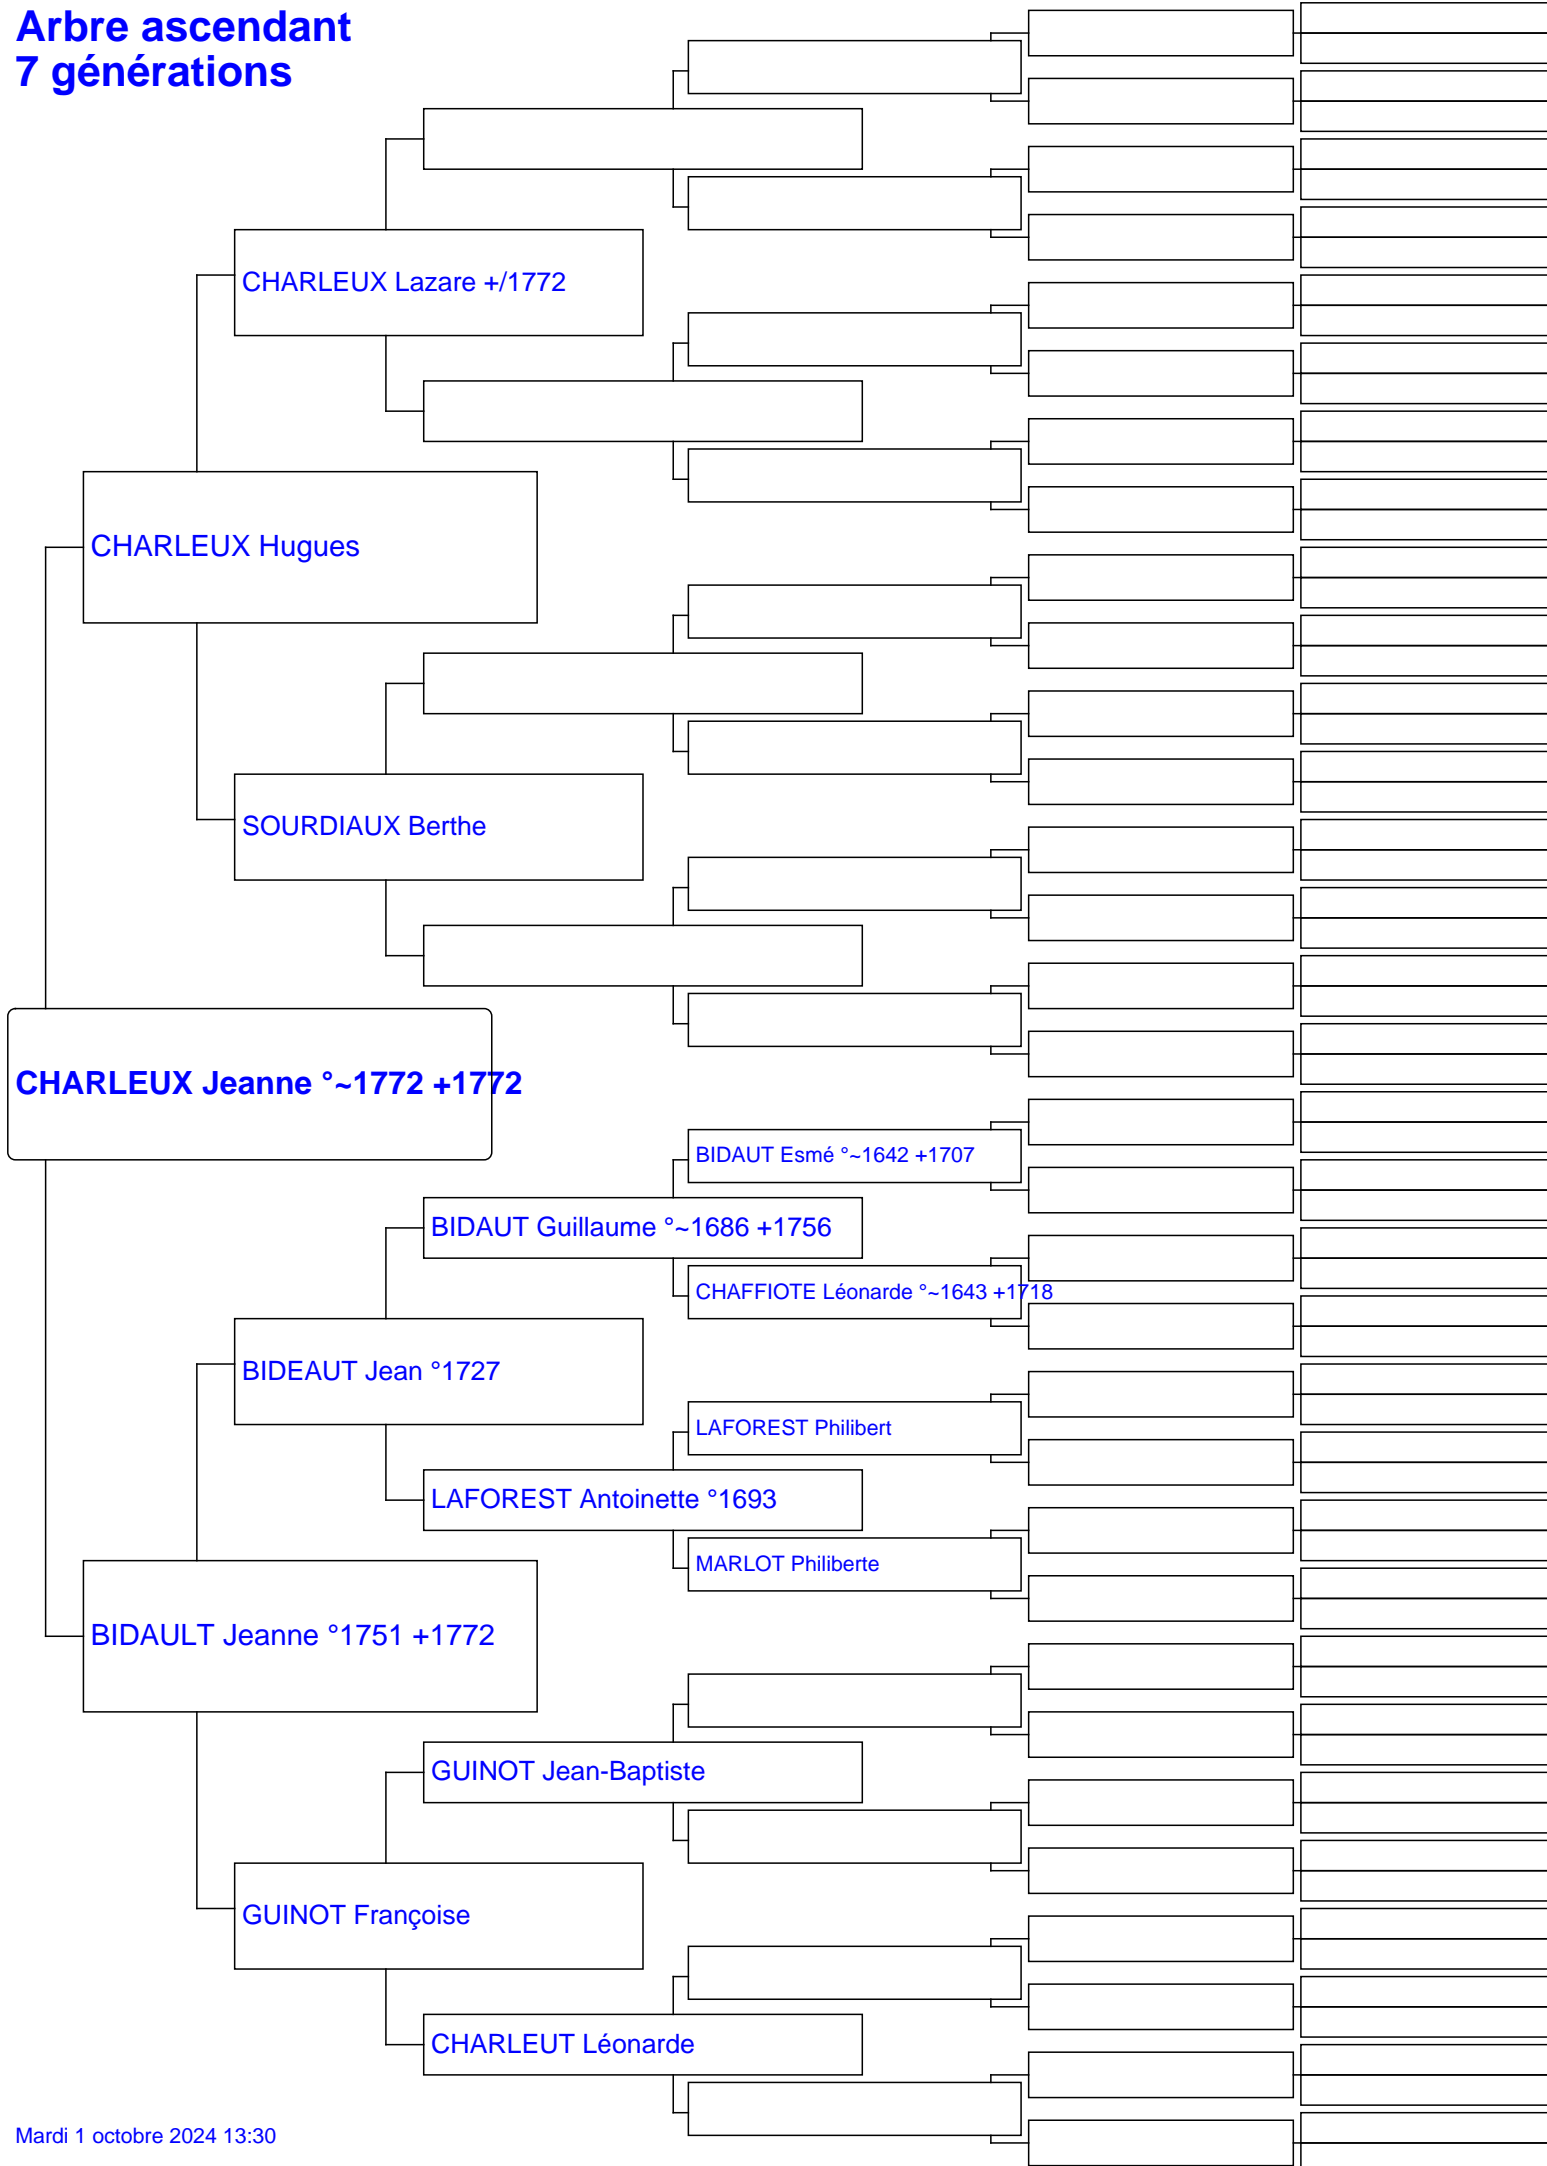 Arbre ascendant
7 générations
CHARLEUX Lazare +/1772
CHARLEUX Hugues
SOURDIAUX Berthe
CHARLEUX Jeanne °~1772 +1772
BIDAUT Esmé °~1642 +1707
BIDAUT Guillaume °~1686 +1756
CHAFFIOTE Léonarde °~1643 +1718
BIDEAUT Jean °1727
LAFOREST Philibert
LAFOREST Antoinette °1693
MARLOT Philiberte
BIDAULT Jeanne °1751 +1772
GUINOT Jean-Baptiste
GUINOT Françoise
CHARLEUT Léonarde
Mardi 1 octobre 2024 13:30